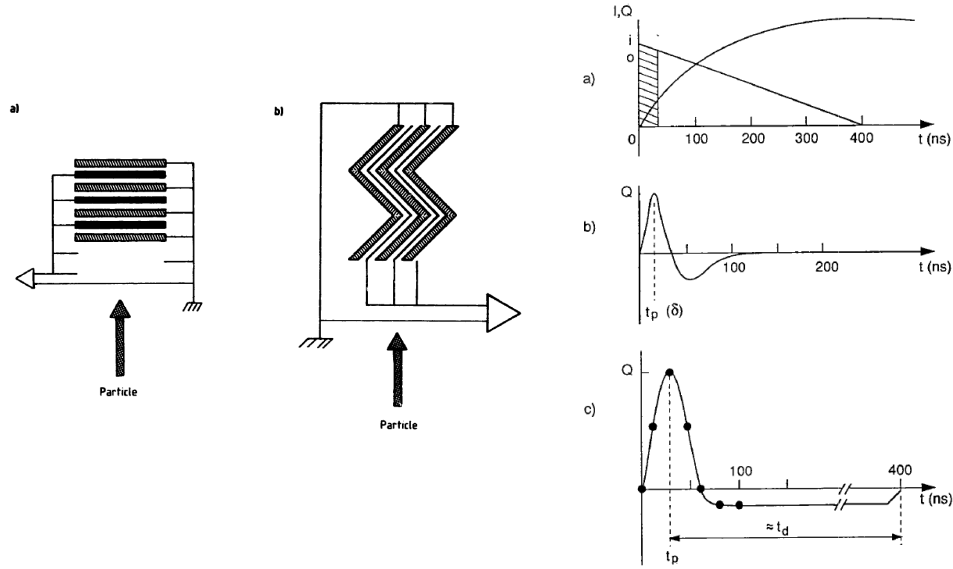 a)
Particle
b)
Particle
a)
I,Q
i
o
0
100
200
300
400
t (ns)
b)
Q
100
200
t (ns)
tp (δ)
c)
Q
100
400
t (ns)
≈ td
tp